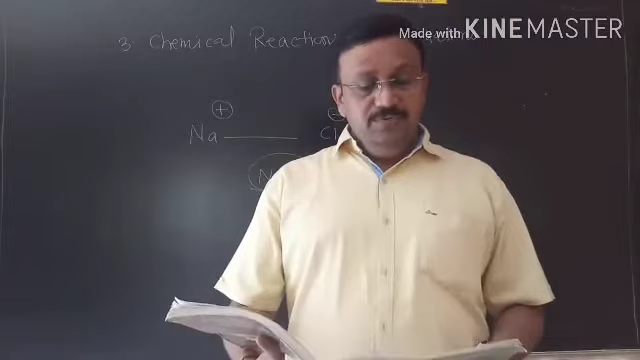 Made with KINEMASTER
3. Chemical Reaction
+ −
Na Cl
N